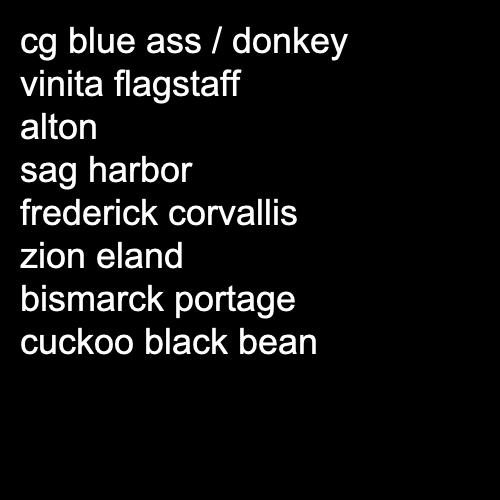 cg blue ass / donkey
vinita flagstaff
alton
sag harbor
frederick corvallis
zion eland
bismarck portage
cuckoo black bean